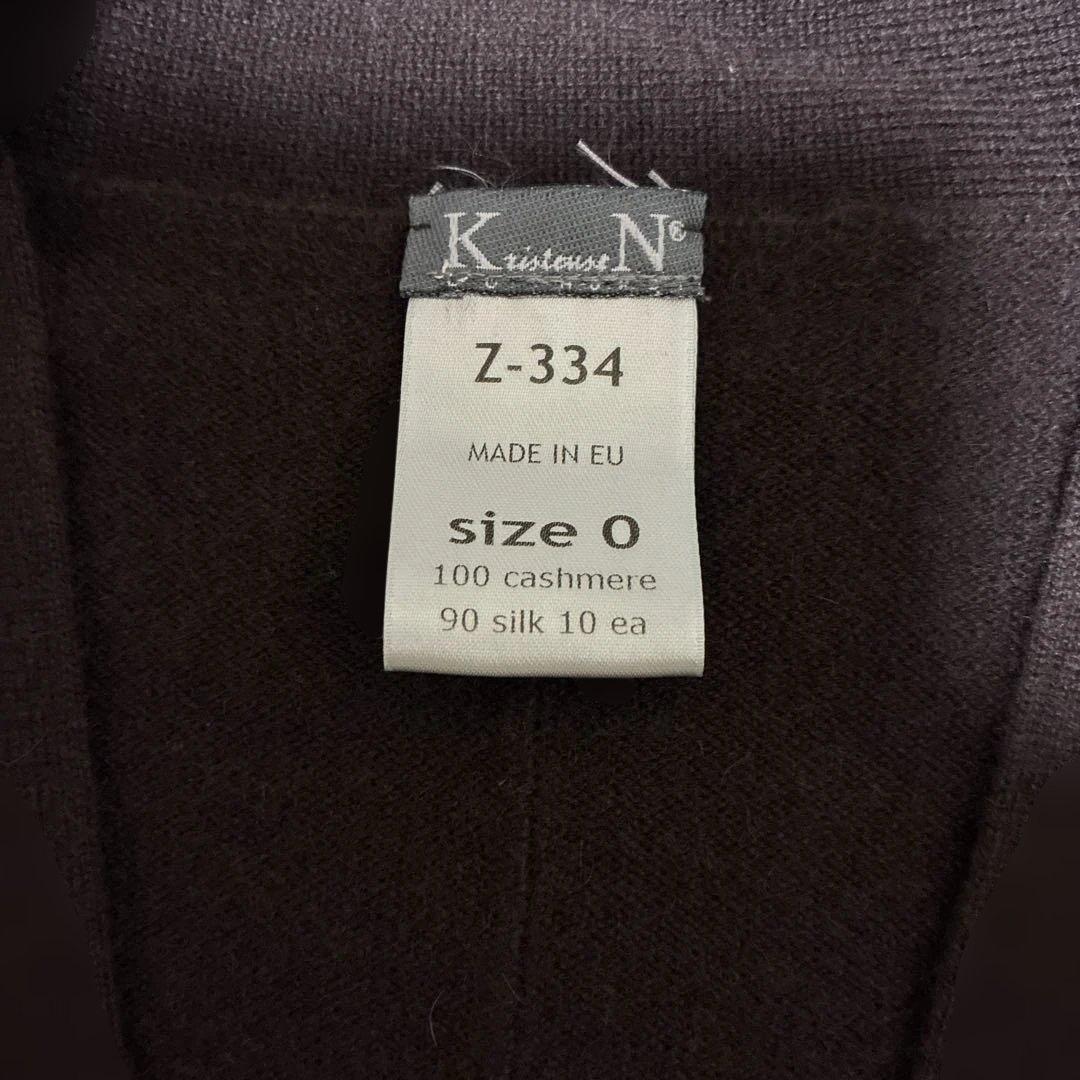 KristenseN®
Z-334
MADE IN EU
size 0
100 cashmere
90 silk 10 ea